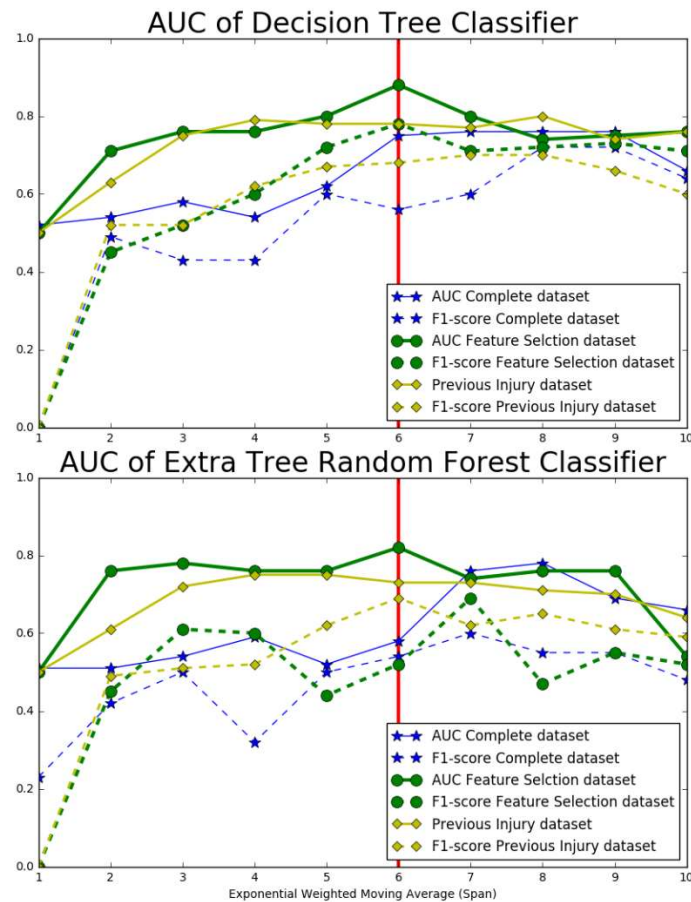 AUC of Decision Tree Classifier
1.0
0.8
0.6
0.4
0.2
0.0
AUC Complete dataset
F1-score Complete dataset
AUC Feature Selction dataset
F1-score Feature Selection dataset
Previous Injury dataset
F1-score Previous Injury dataset
1 2 3 4 5 6 7 8 9 10
AUC of Extra Tree Random Forest Classifier
1.0
0.8
0.6
0.4
0.2
0.0
AUC Complete dataset
F1-score Complete dataset
AUC Feature Selction dataset
F1-score Feature Selection dataset
Previous Injury dataset
F1-score Previous Injury dataset
1 2 3 4 5 6 7 8 9 10
Exponential Weighted Moving Average (Span)